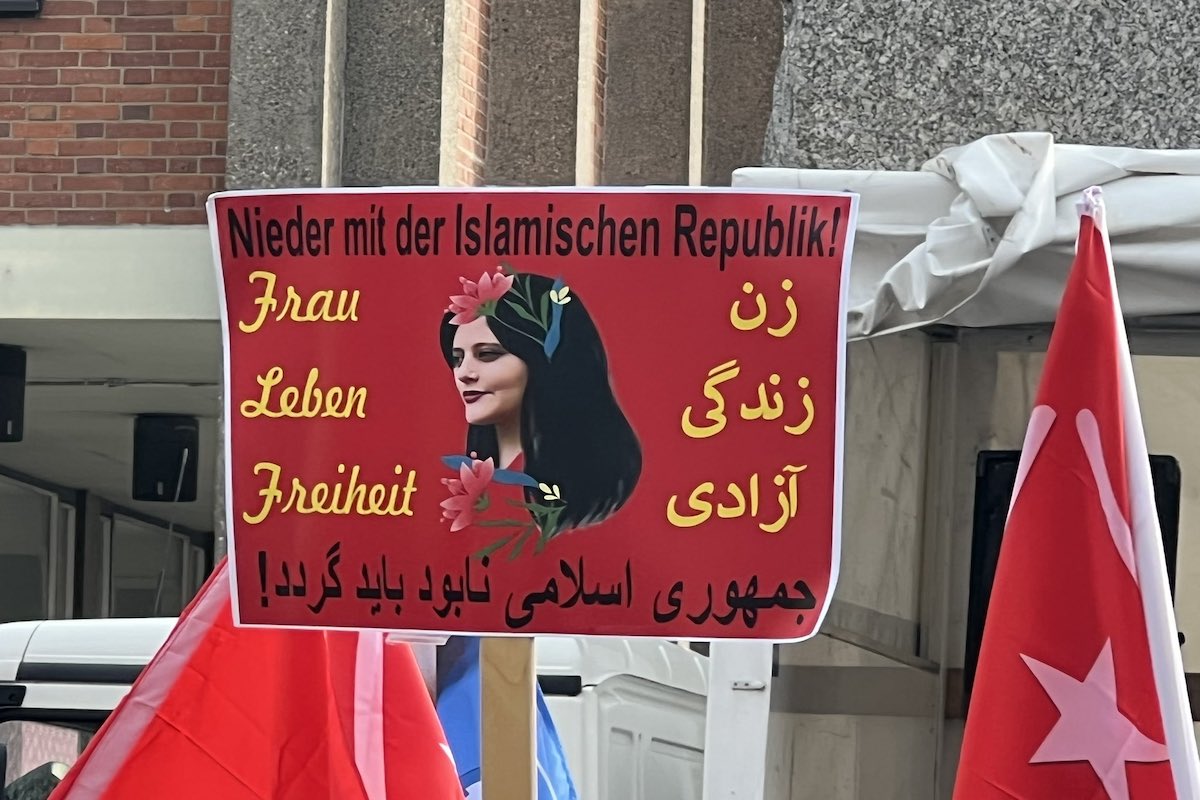 Nieder mit der Islamischen Republik!
Frau
Leben
Freiheit
زن
زندگی
آزادی
جمهوری اسلامی نابود باید گردد!